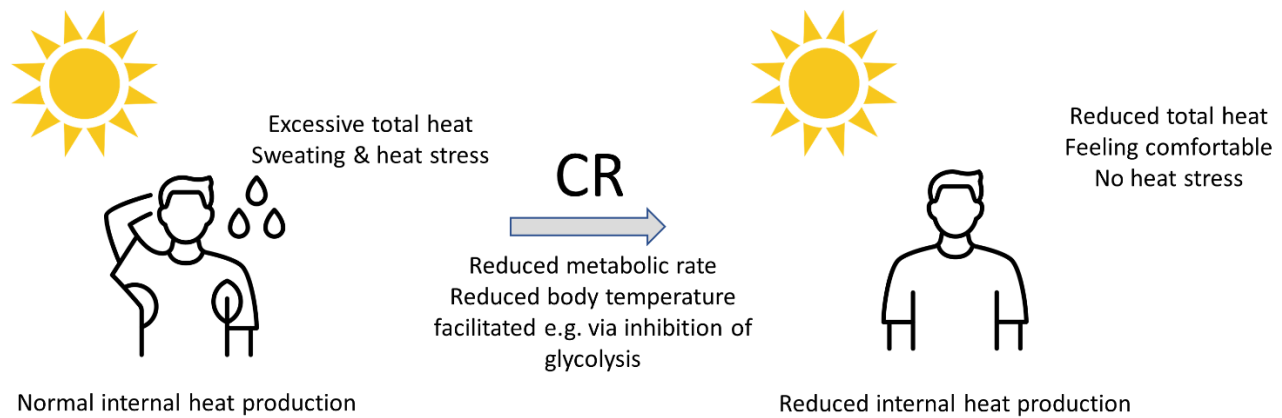 Excessive total heat
Sweating & heat stress
Normal internal heat production
CR
Reduced metabolic rate
Reduced body temperature
facilitated e.g. via inhibition of
glycolysis
Reduced total heat
Feeling comfortable
No heat stress
Reduced internal heat production